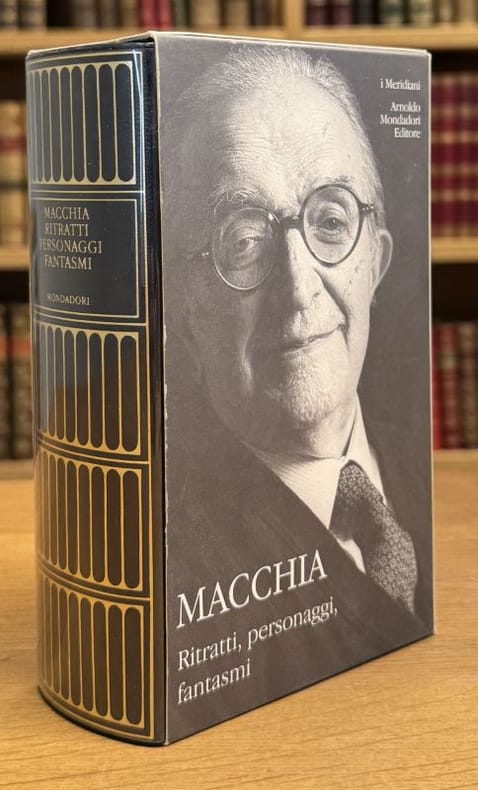 MACCHIA
RITRATTI
PERSONAGGI
FANTASMI
MONDADORI
i Meridiani
Arnoldo
Mondadori
Editore
MACCHIA
Ritratti, personaggi,
fantasmi